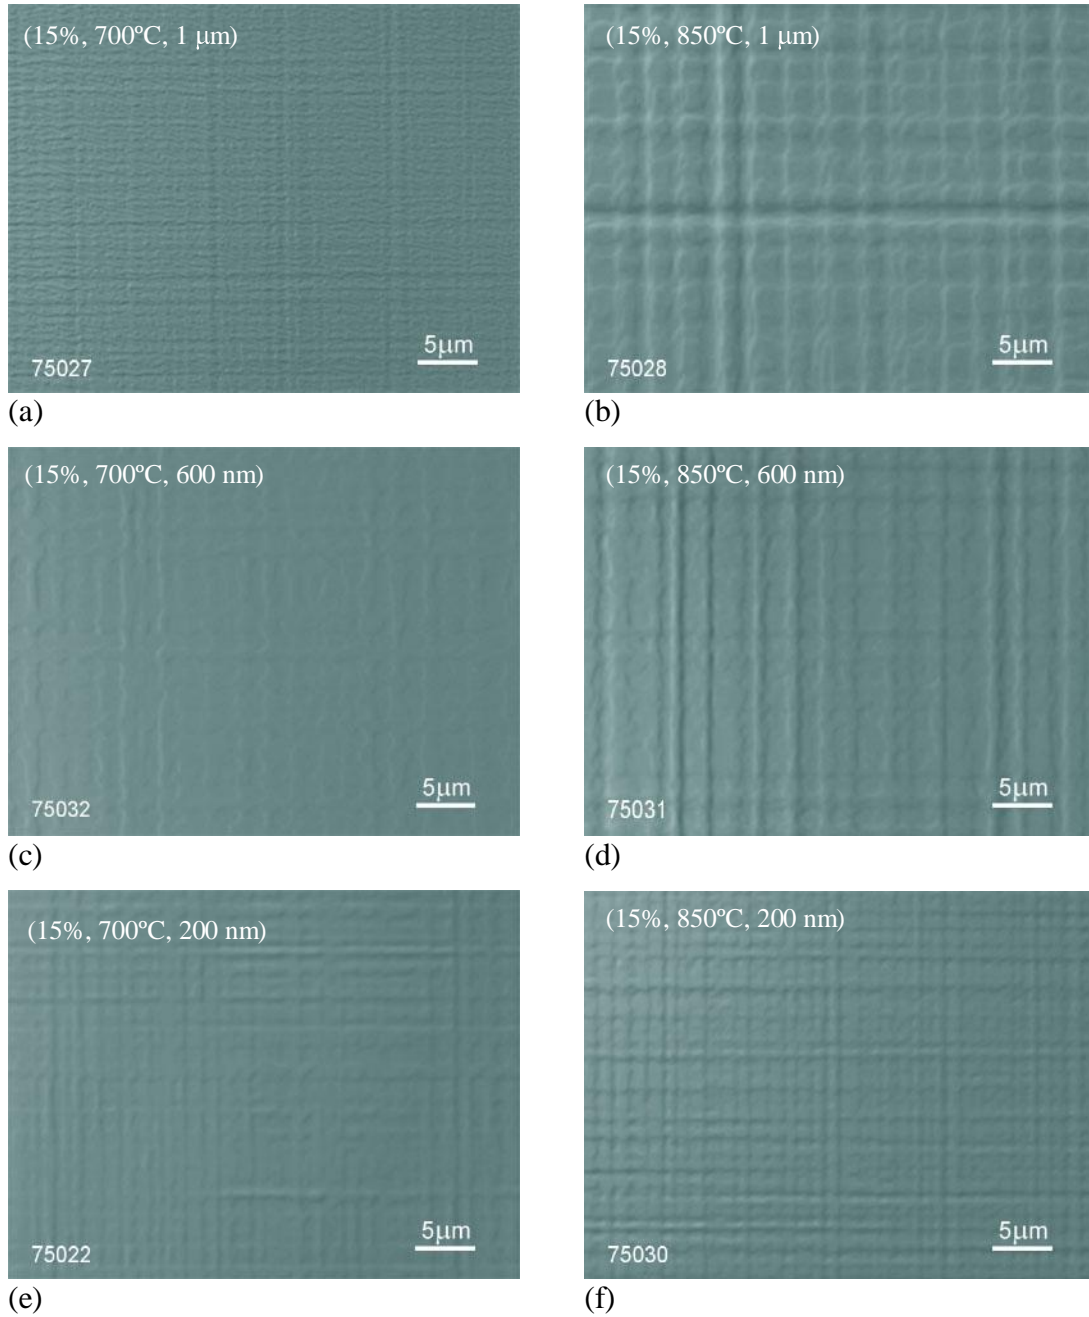 (15%, 700ºC, 1 μm)
5μm
75027
(a)
(15%, 850ºC, 1 μm)
5μm
75028
(b)
(15%, 700ºC, 600 nm)
5μm
75032
(c)
(15%, 850ºC, 600 nm)
5μm
75031
(d)
(15%, 700ºC, 200 nm)
5μm
75022
(e)
(15%, 850ºC, 200 nm)
5μm
75030
(f)